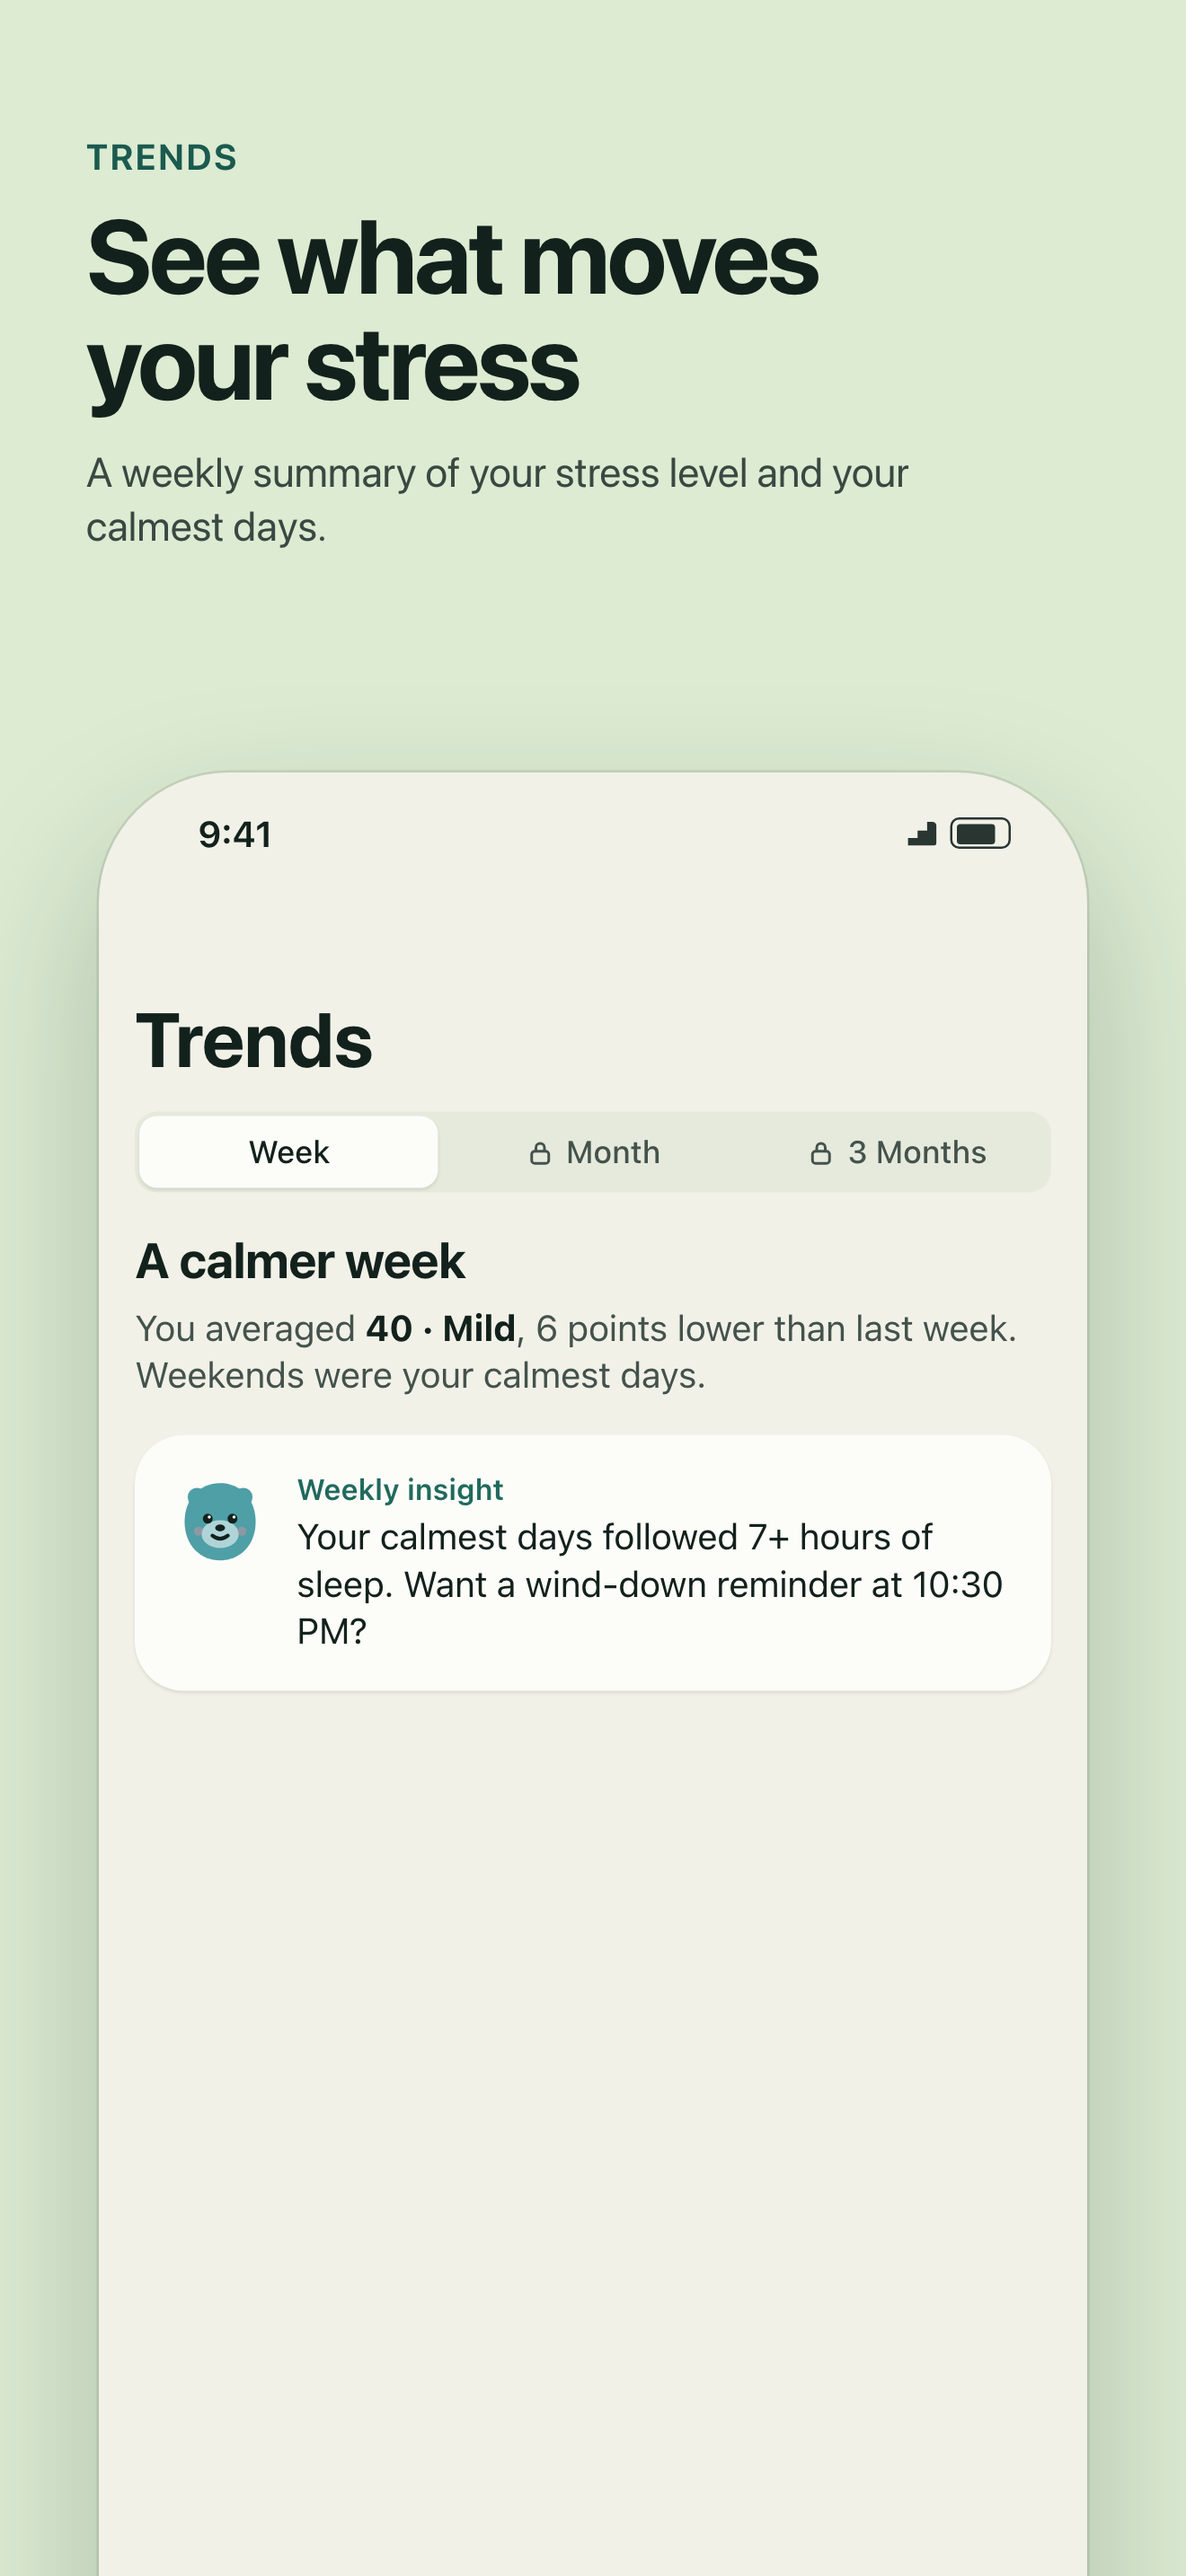 TRENDS
See what moves
your stress
A weekly summary of your stress level and your
calmest days.
9:41
Trends
Week
Month
3 Months
A calmer week
You averaged 40 · Mild, 6 points lower than last week.
Weekends were your calmest days.
Weekly insight
Your calmest days followed 7+ hours of
sleep. Want a wind-down reminder at 10:30
PM?